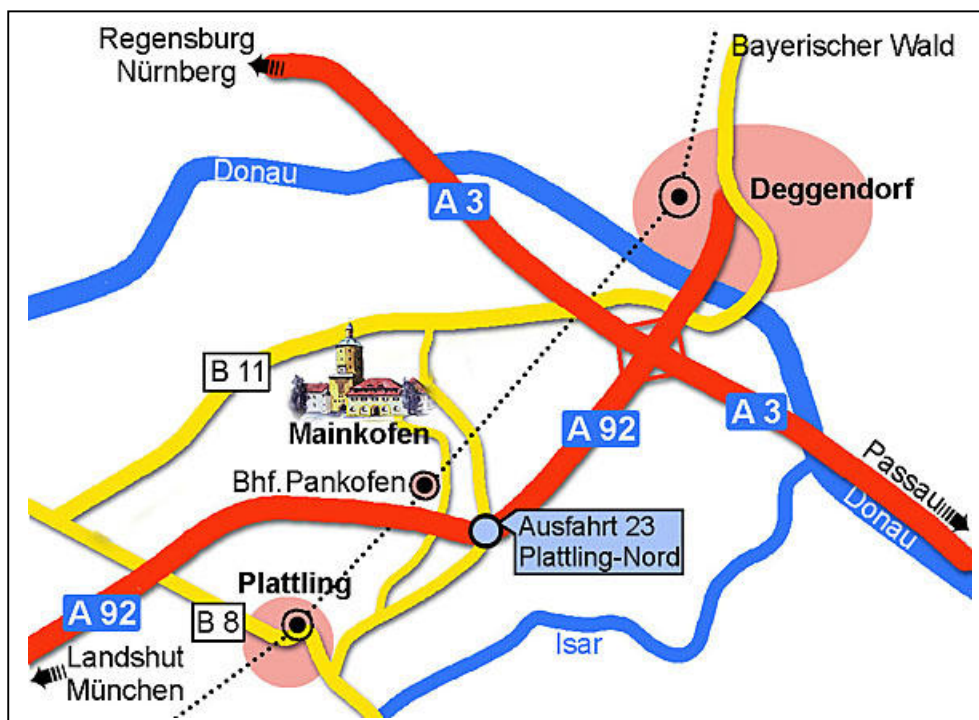 Regensburg
Nürnberg
Bayerischer Wald
Donau
A 3
Deggendorf
B 11
Mainkofen
A 92
A 3
Passau
Bhf. Pankofen
Donau
Ausfahrt 23
Plattling-Nord
Plattling
A 92
B 8
Isar
Landshut
München